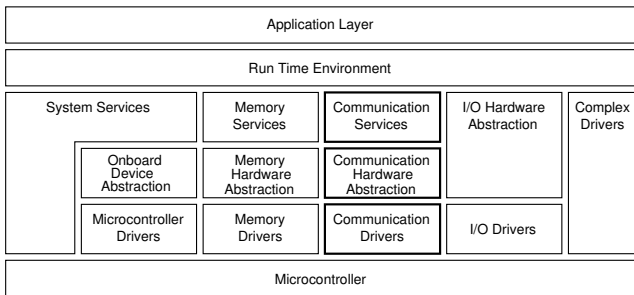 Application Layer
Run Time Environment
System Services
Memory
Services
Communication
Services
I/O Hardware
Abstraction
Complex
Drivers
Onboard
Device
Abstraction
Memory
Hardware
Abstraction
Communication
Hardware
Abstraction
Microcontroller
Drivers
Memory
Drivers
Communication
Drivers
I/O Drivers
Microcontroller